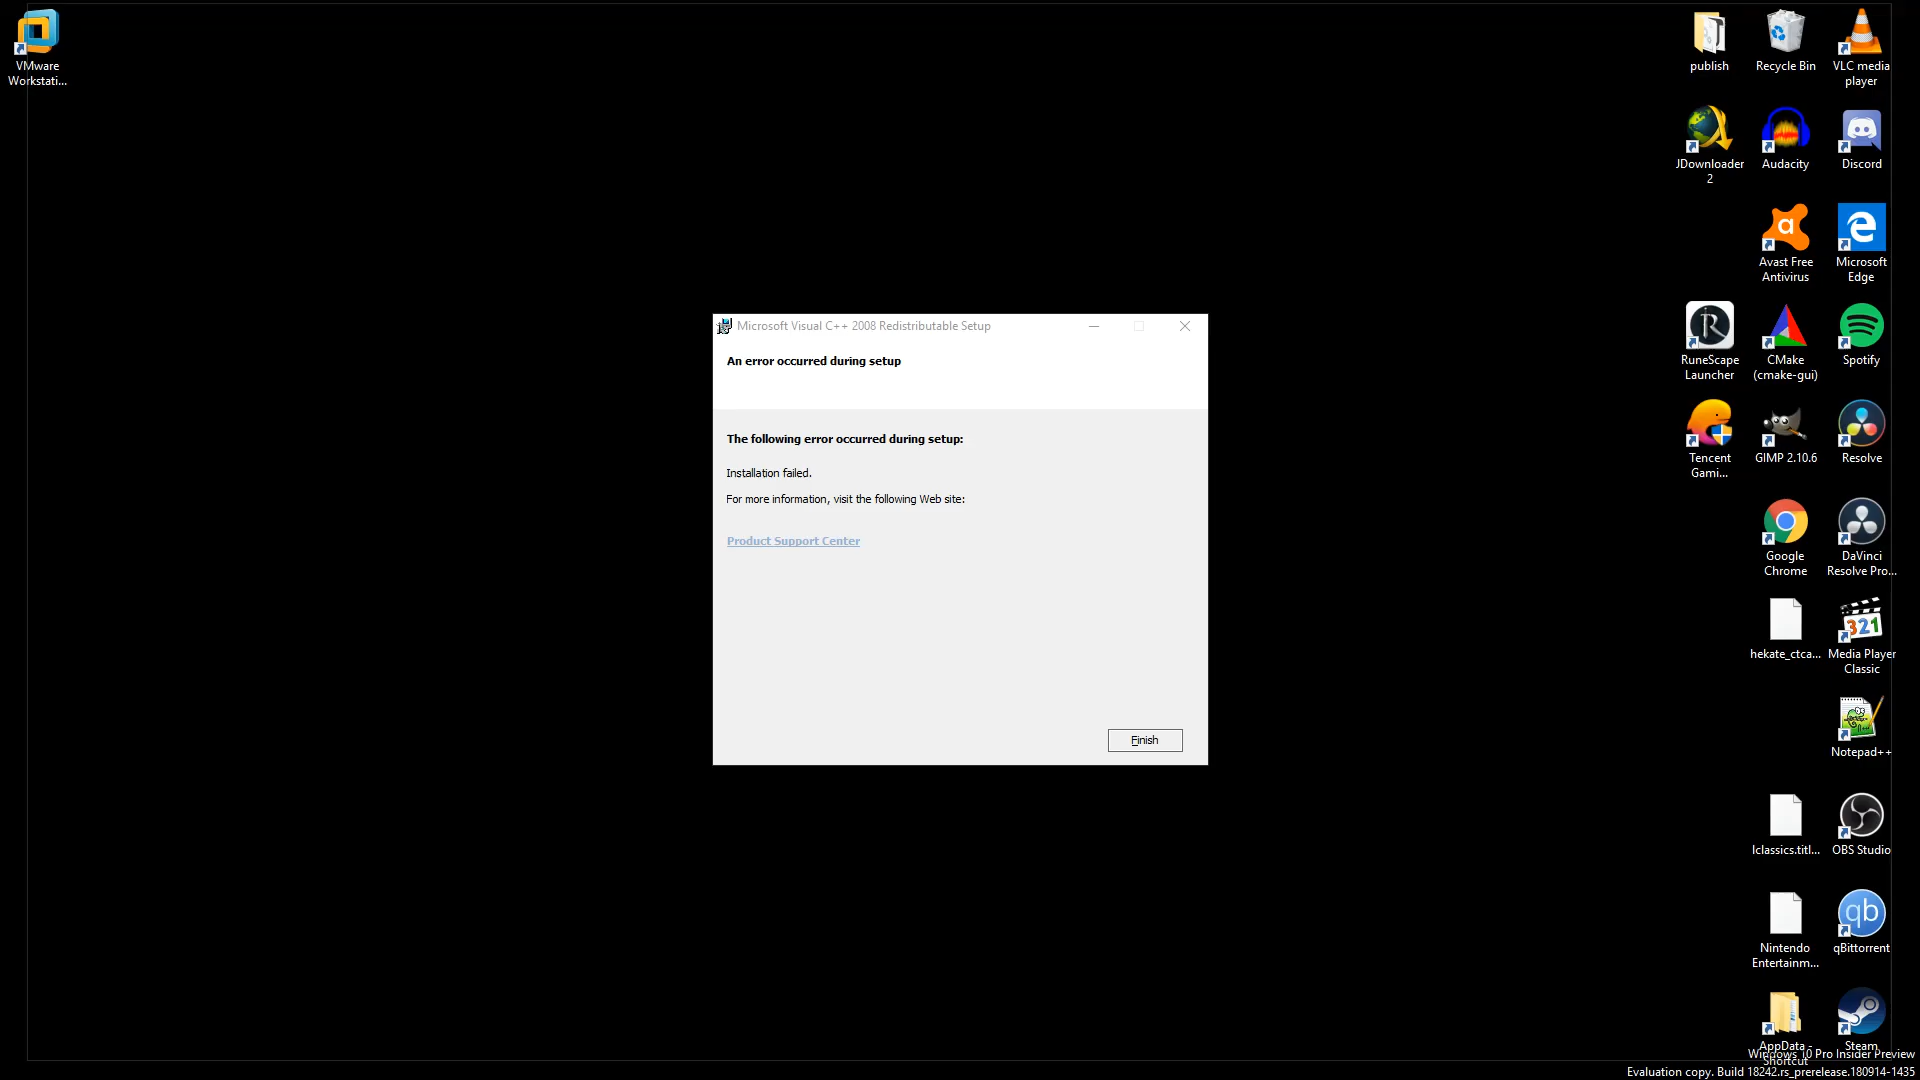 VMware
Workstati...
publish
Recycle Bin
VLC media
player
JDownloader
2
Audacity
Discord
Avast Free
Antivirus
Microsoft
Edge
RuneScape
Launcher
CMake
(cmake-gui)
Spotify
Tencent
Gami...
GIMP 2.10.6
Resolve
Google
Chrome
DaVinci
Resolve Pro...
hekate_ctca...
321
Media Player
Classic
Notepad++
lclassics.titl...
OBS Studio
Nintendo
Entertainm...
qb
qBittorrent
AppData -
Shortcut
Steam
Microsoft Visual C++ 2008 Redistributable Setup
An error occurred during setup
The following error occurred during setup:
Installation failed.
For more information, visit the following Web site:
Product Support Center
Finish
Windows 10 Pro Insider Preview
Evaluation copy. Build 18242.rs_prerelease.180914-1435